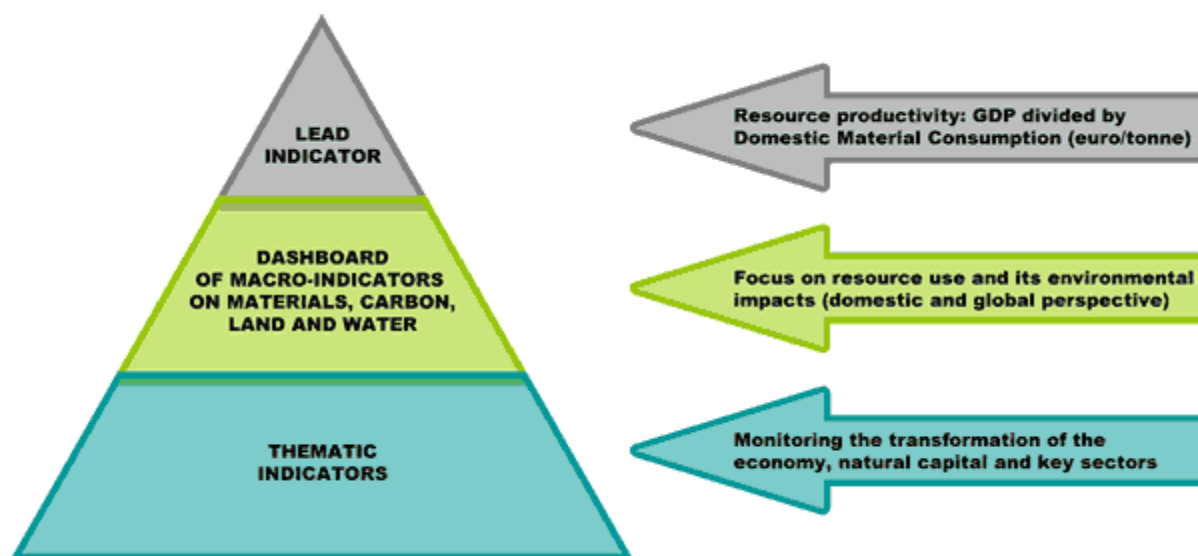 LEAD
INDICATOR
Resource productivity: GDP divided by
Domestic Material Consumption (euro/tonne)
DASHBOARD
OF MACRO-INDICATORS
ON MATERIALS, CARBON,
LAND AND WATER
Focus on resource use and its environmental
impacts (domestic and global perspective)
THEMATIC
INDICATORS
Monitoring the transformation of the
economy, natural capital and key sectors